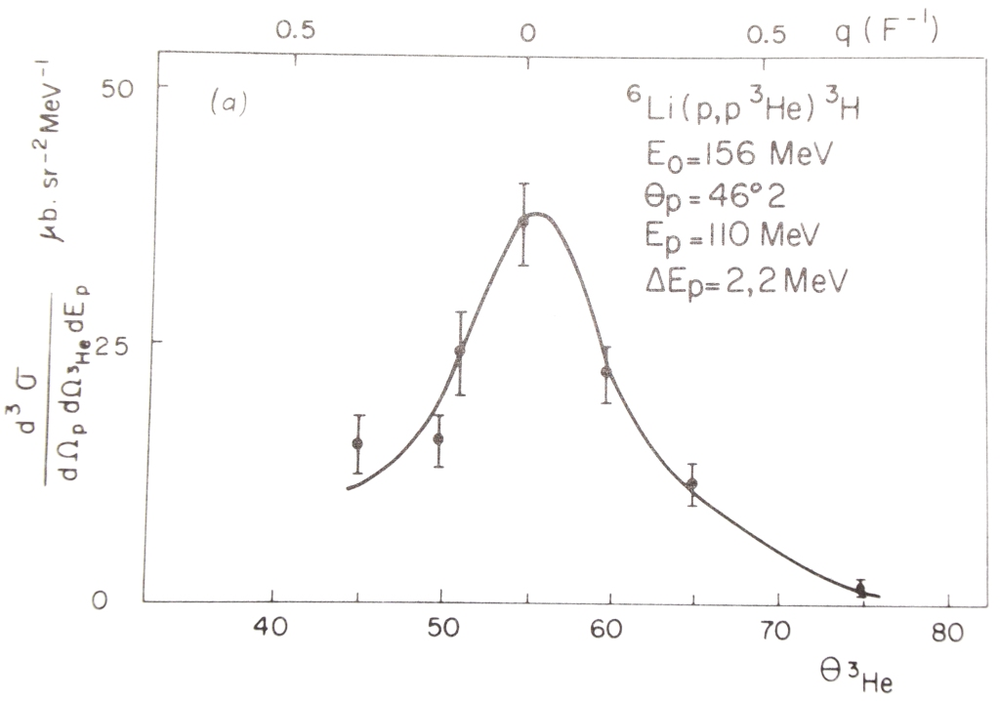 0.5 0 0.5 q (F⁻¹)
50
(a)
⁶Li(p,p ³He) ³H
E₀=156 MeV
θp = 46°2
Ep = 110 MeV
ΔEp= 2,2 MeV
μb. sr⁻² MeV⁻¹
d³ σ
dΩp dΩ³He dEp
25
0
40 50 60 70 80
θ³He